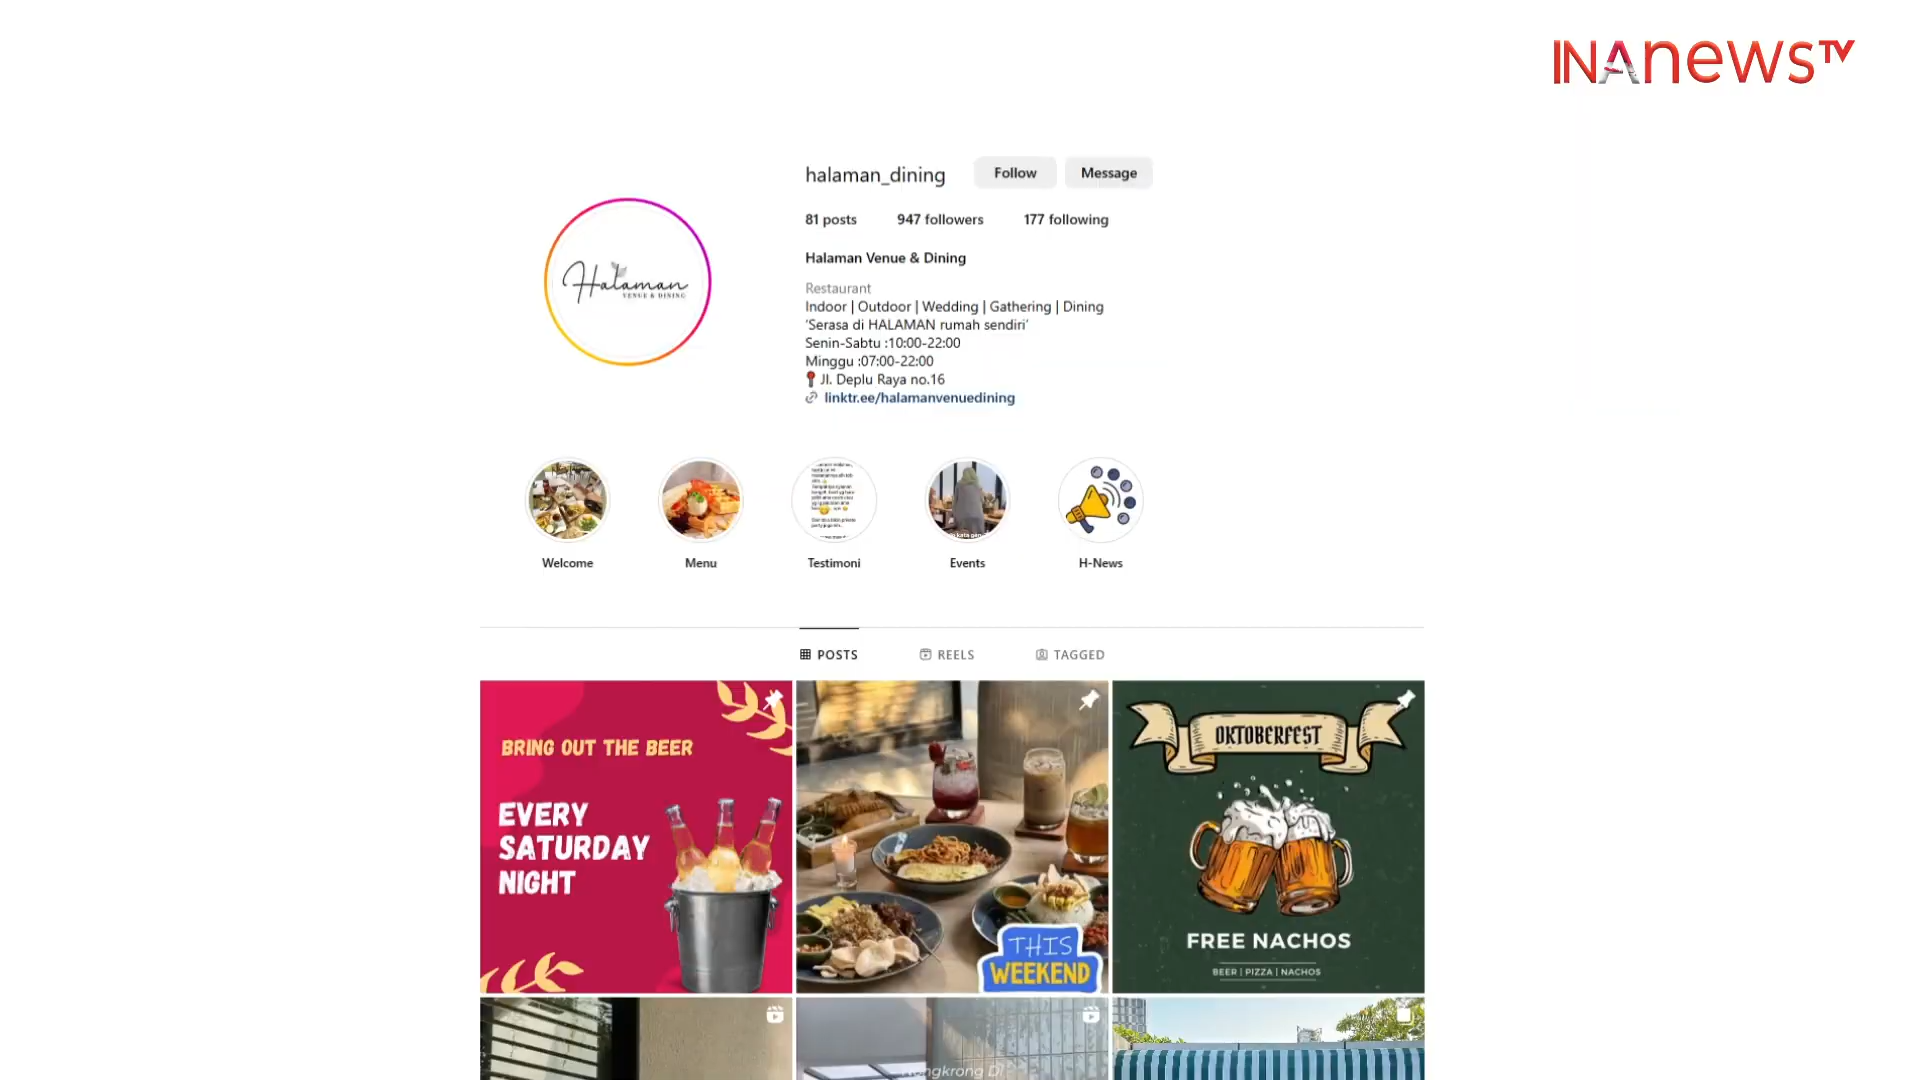 INAnewsTV
halaman_dining
Follow
Message
81 posts
947 followers
177 following
Halaman Venue & Dining
Restaurant
Indoor | Outdoor | Wedding | Gathering | Dining
'Serasa di HALAMAN rumah sendiri'
Senin-Sabtu :10:00-22:00
Minggu :07:00-22:00
Jl. Deplu Raya no.16
linktr.ee/halamanvenuedining
Halaman
VENUE & DINING
Welcome
Menu
Testimoni
Events
H-News
POSTS
REELS
TAGGED
BRING OUT THE BEER
EVERY
SATURDAY
NIGHT
THIS
WEEKEND
OKTOBERFEST
FREE NACHOS
BEER | PIZZA | NACHOS